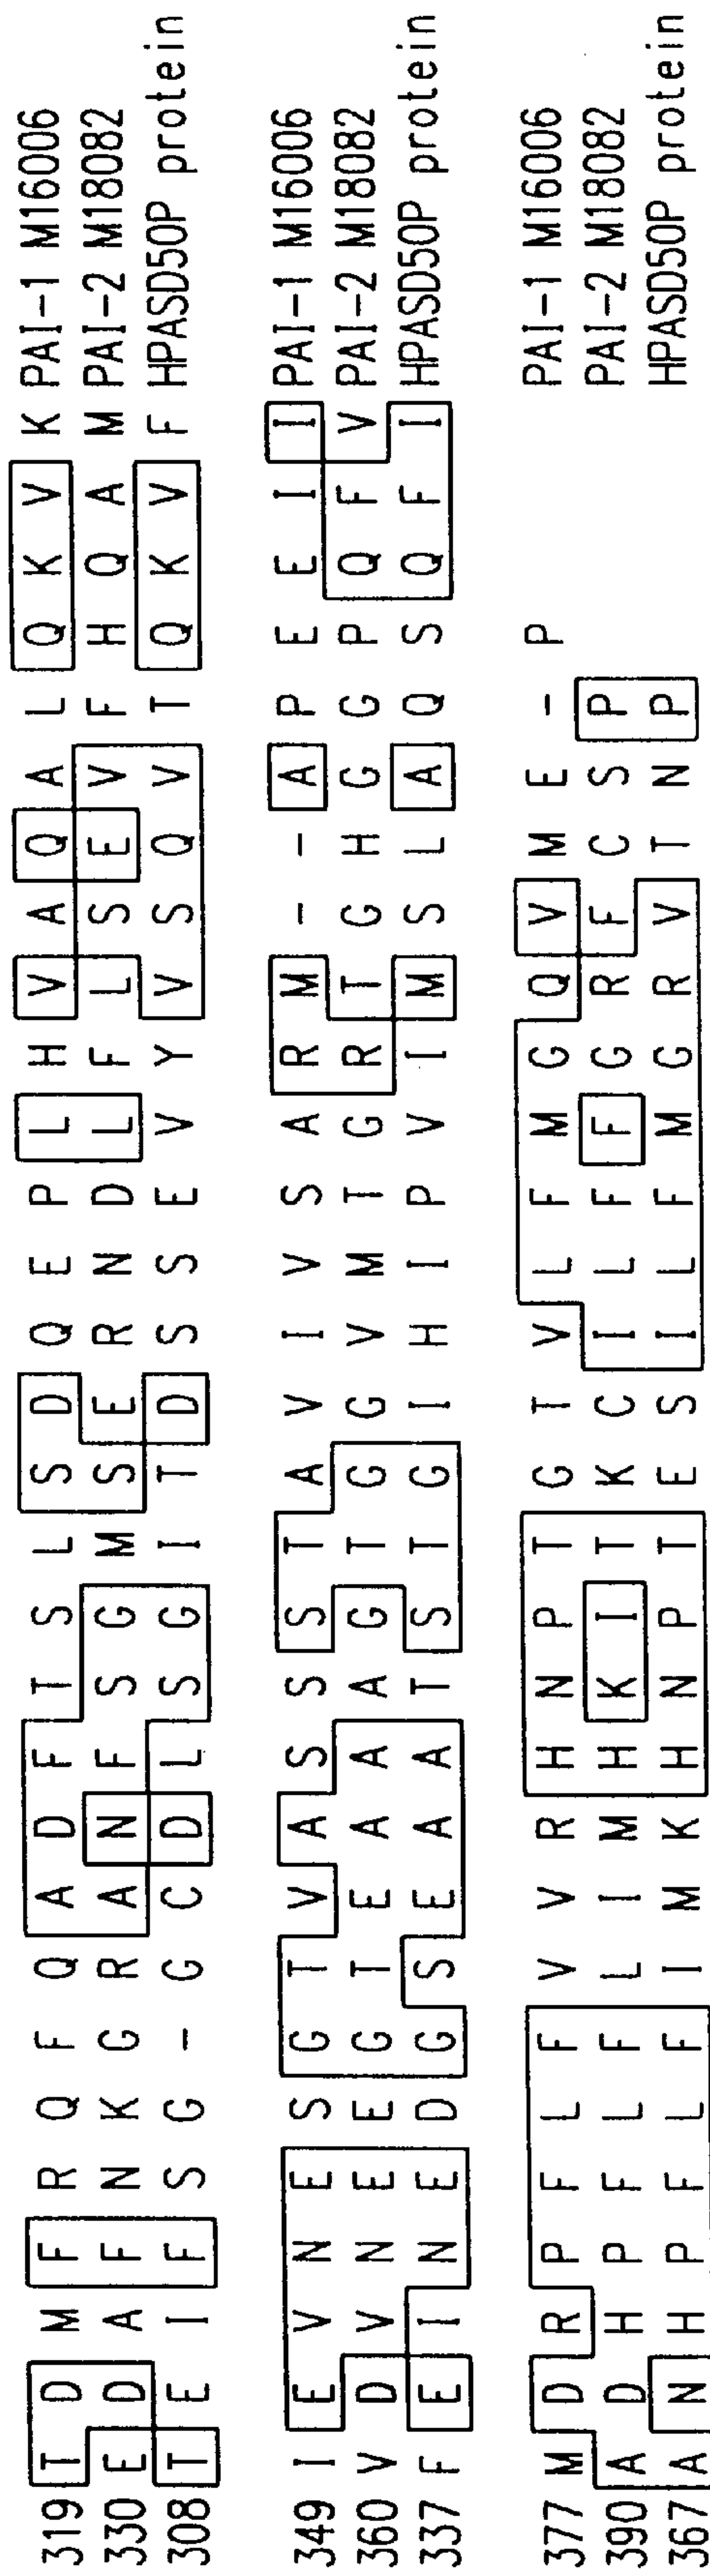 319 T D M F R Q F Q A D F T S L S D Q E P L H V A Q A L Q K V K PAI-1 M16006
330 E D A F N K G R A N F S G M S E R N D L F L S E V F H Q A M PAI-2 M18082
308 T E I F S G - G C D L S G I T D S S E V Y V S Q V T Q K V F HPASD50P protein
349 I E V N E S G T V A S S S T A V I V S A R M - - A P E E I I PAI-1 M16006
360 V D V N E E G T E A A A G T G G V M T G R T G H G G P Q F V PAI-2 M18082
337 F E I N E D G S E A A T S T G I H I P V I M S L A Q S Q F I HPASD50P protein
377 M D R P F L F V V R H N P T G T V L F M G Q V M E - P PAI-1 M16006
390 A D H P F L F L I M H K I T K C I L F F G R F C S P PAI-2 M18082
367 A N H P F L F I M K H N P T E S I L F M G R V T N P HPASD50P protein